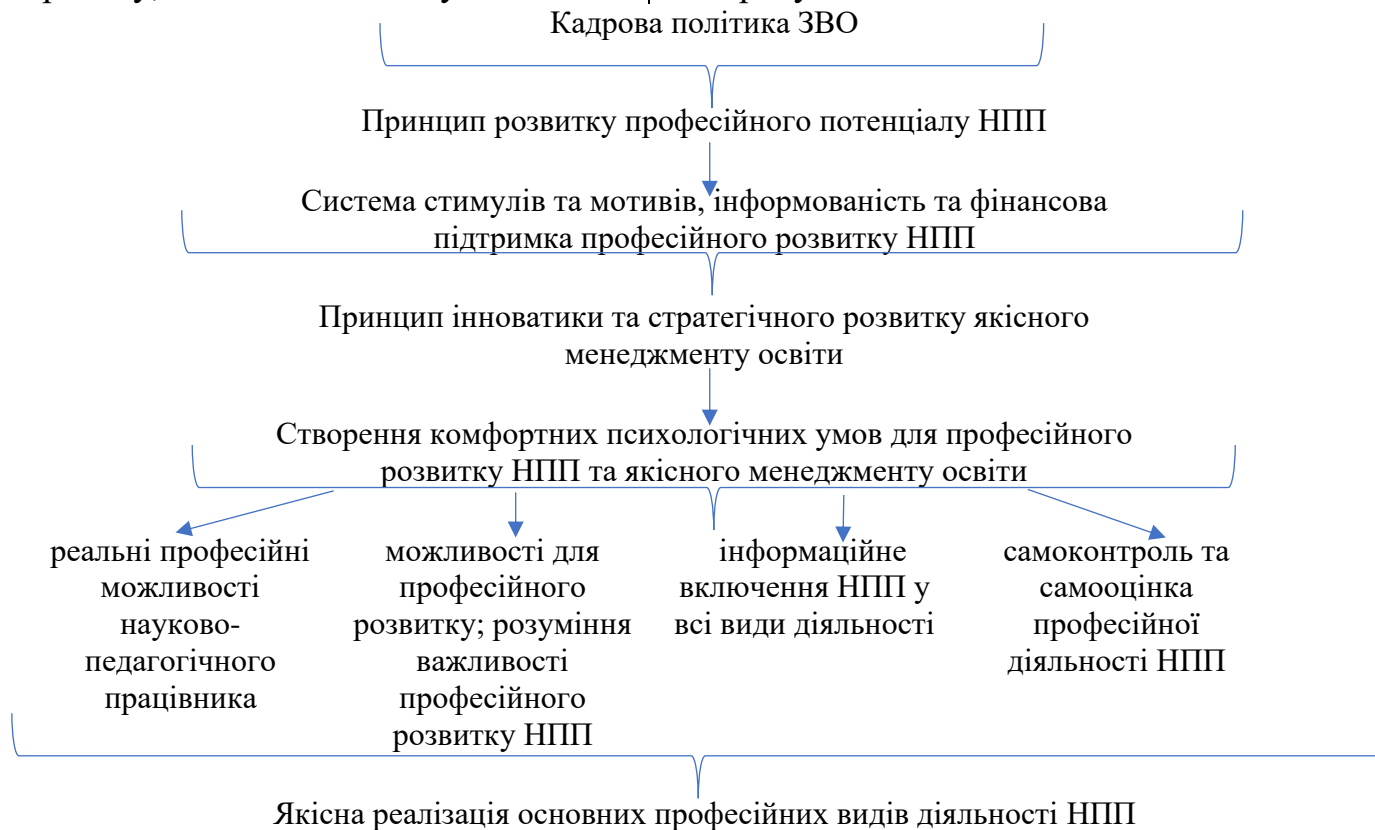 Кадрова політика ЗВО
Принцип розвитку професійного потенціалу НПП
Система стимулів та мотивів, інформованість та фінансова
підтримка професійного розвитку НПП
Принцип інноватики та стратегічного розвитку якісного
менеджменту освіти
Створення комфортних психологічних умов для професійного
розвитку НПП та якісного менеджменту освіти
реальні професійні
можливості
науково-
педагогічного
працівника
можливості для
професійного
розвитку; розуміння
важливості
професійного
розвитку НПП
інформаційне
включення НПП у
всі види діяльності
самоконтроль та
самооцінка
професійної
діяльності НПП
Якісна реалізація основних професійних видів діяльності НПП